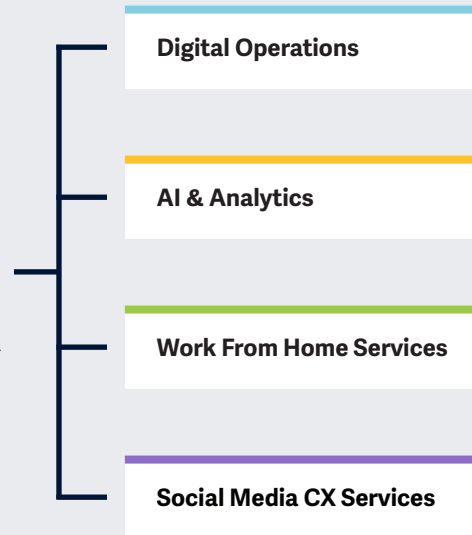 Digital Operations
AI & Analytics
Work From Home Services
Social Media CX Services